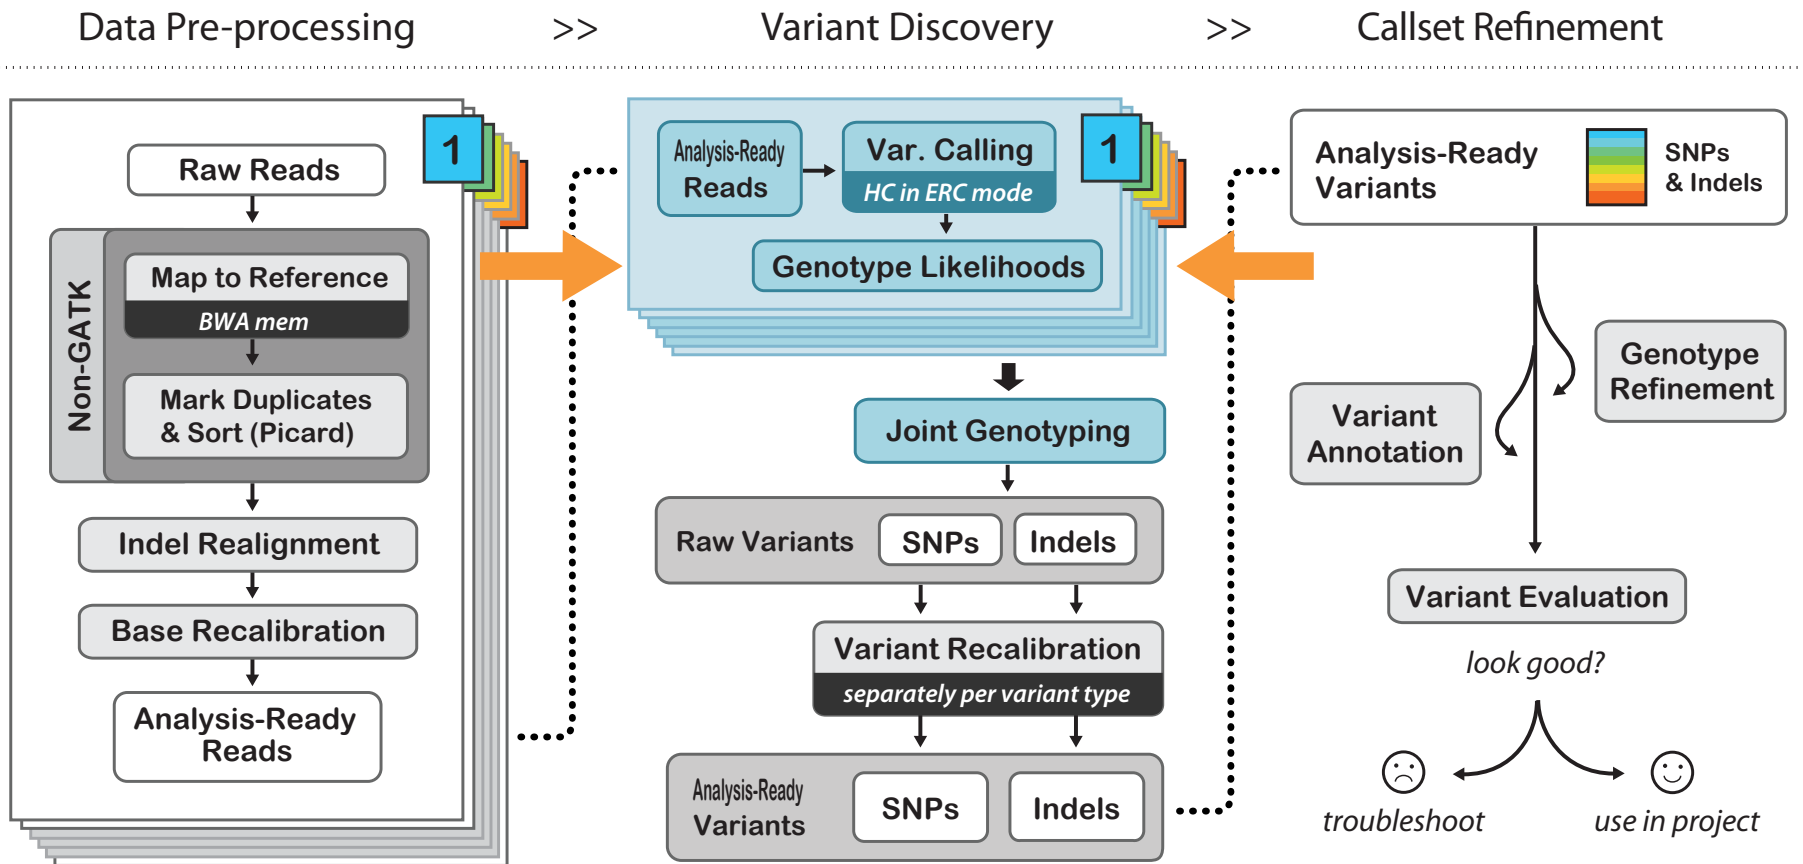 Data Pre-processing >> Variant Discovery >> Callset Refinement
1
Raw Reads
Non-GATK
Map to Reference
BWA mem
Mark Duplicates
& Sort (Picard)
Indel Realignment
Base Recalibration
Analysis-Ready
Reads
1
Analysis-Ready
Reads
Var. Calling
HC in ERC mode
Genotype Likelihoods
Joint Genotyping
Raw Variants
SNPs
Indels
Variant Recalibration
separately per variant type
Analysis-Ready
Variants
SNPs
Indels
Analysis-Ready
Variants
SNPs
& Indels
Genotype
Refinement
Variant
Annotation
Variant Evaluation
look good?
troubleshoot
use in project